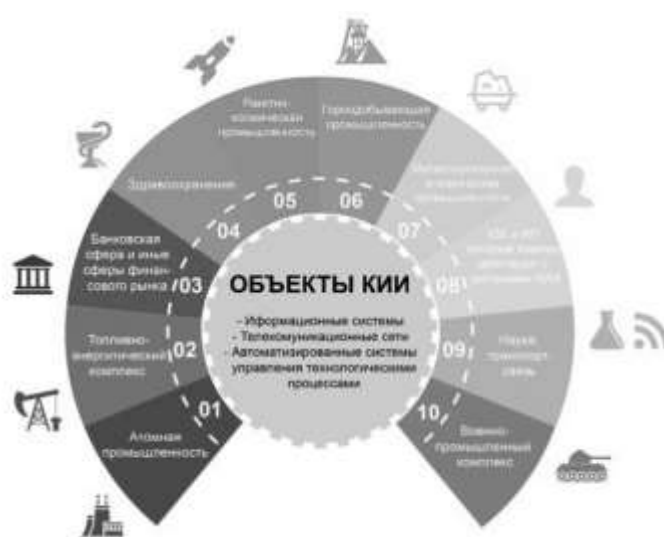 ОБЪЕКТЫ КИИ
- Иформационные системы
- Телекомуникационные сети
- Автоматизированные системы
управления технологическими
процессами
01
Атомная
промышленность
02
Топливно-
энергетический
комплекс
03
Банковская
сфера и иные
сферы финан-
сового рынка
04
Здравоохранение
05
Ракетно-
космическая
промышленность
06
Горнодобывающая
промышленность
07
промышленность
08
09
Наука,
транспорт,
связь
10
Военно-
промышленный
комплекс